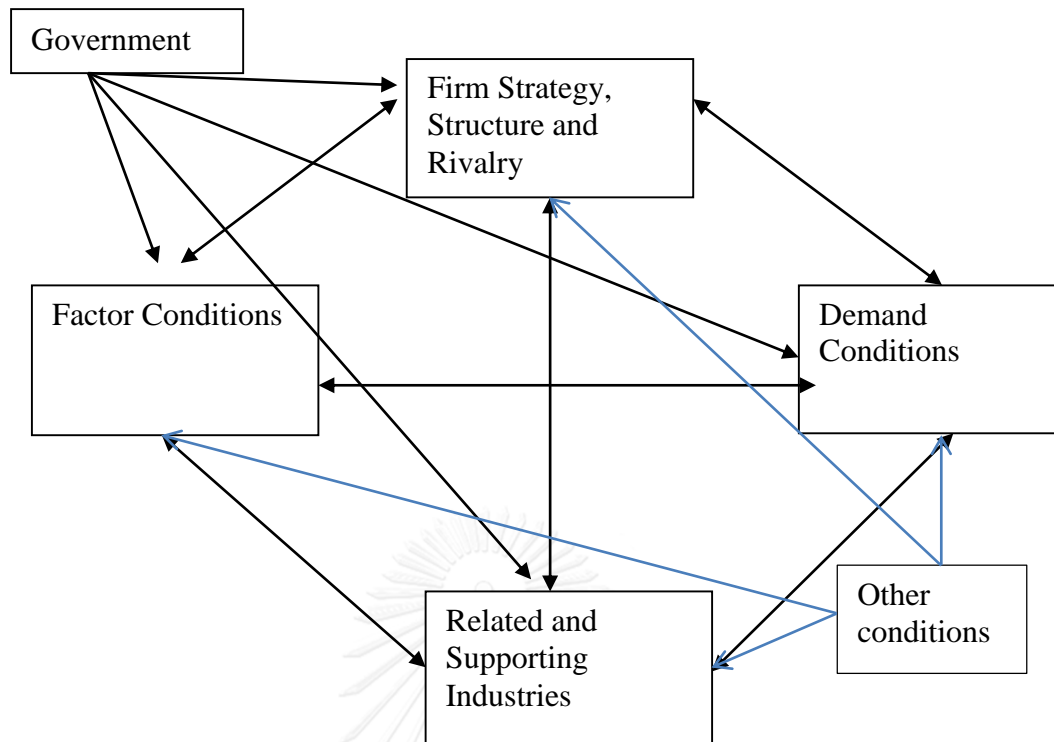 Government
Firm Strategy,
Structure and
Rivalry
Factor Conditions
Demand
Conditions
Other
conditions
Related and
Supporting
Industries